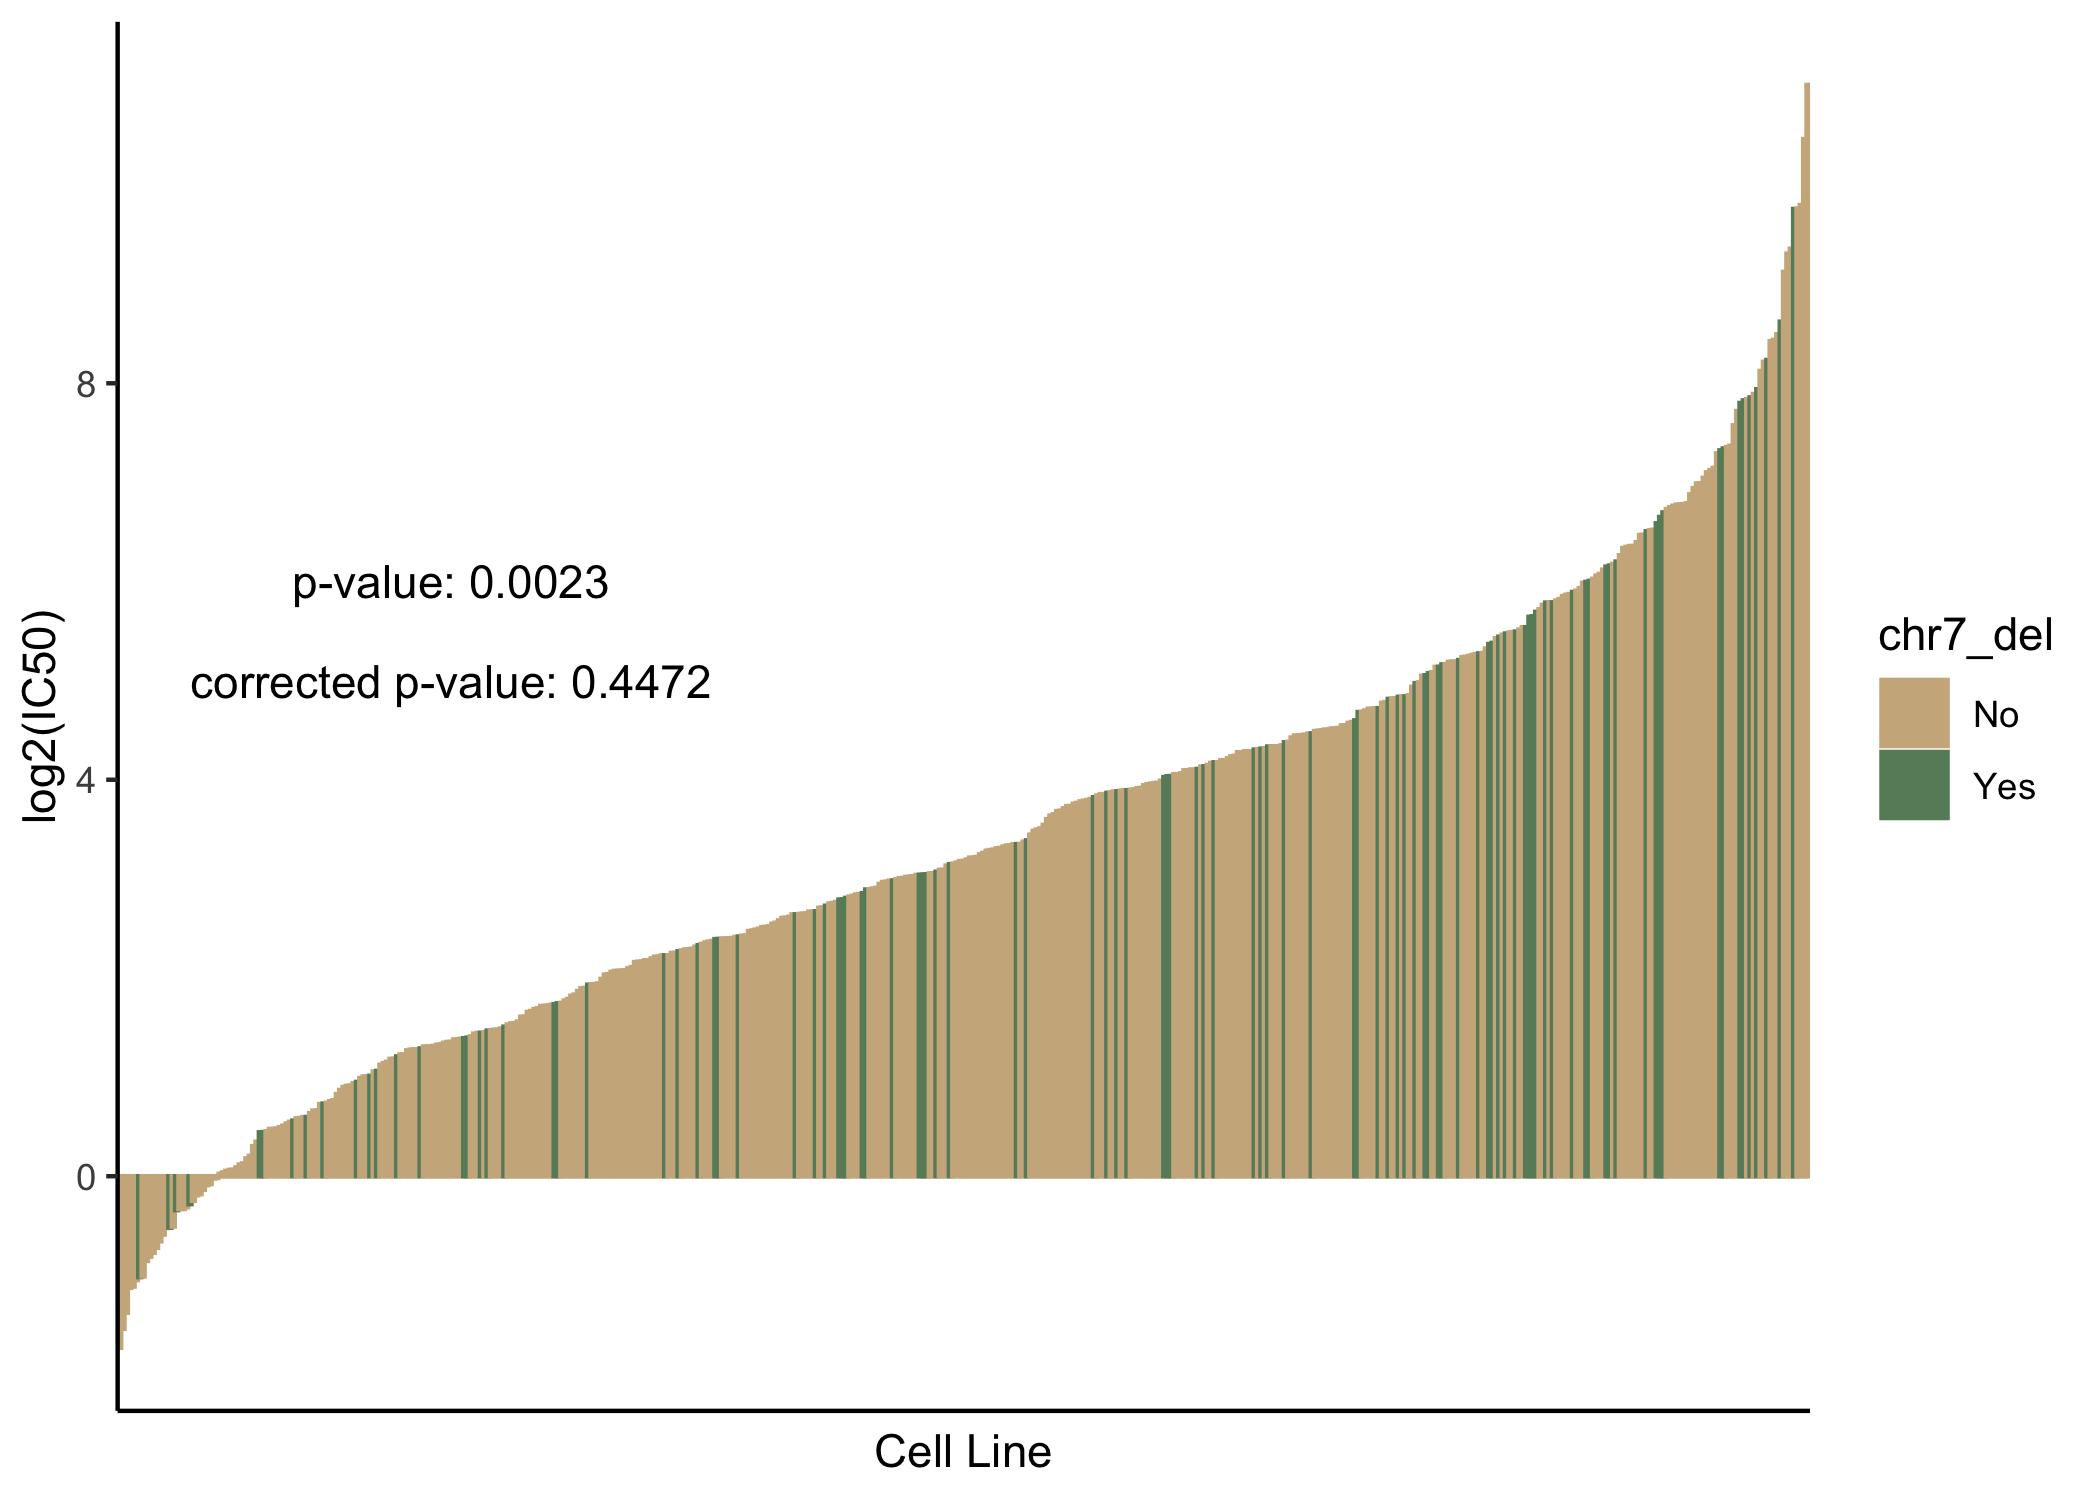 8
4
0
log2(IC50)
p-value: 0.0023
corrected p-value: 0.4472
Cell Line
chr7_del
No
Yes